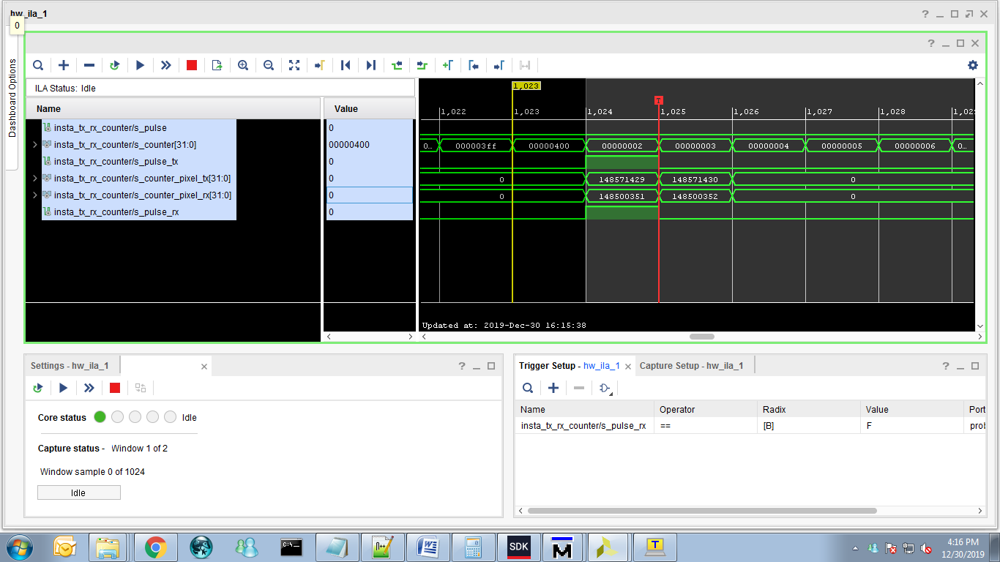 hw_ila_1
0
Dashboard Options
ILA Status: Idle
Name Value
insta_tx_rx_counter/s_pulse 0
insta_tx_rx_counter/s_counter[31:0] 00000400
insta_tx_rx_counter/s_pulse_tx 0
insta_tx_rx_counter/s_counter_pixel_tx[31:0] 0
insta_tx_rx_counter/s_counter_pixel_rx[31:0] 0
insta_tx_rx_counter/s_pulse_rx 0
1,023
T
1,022 1,023 1,024 1,025 1,026 1,027 1,028 1,029
0… 000003ff 00000400 00000002 00000003 00000004 00000005 00000006 0…
0 148571429 148571430 0
0 148500351 148500352 0
Updated at: 2019-Dec-30 16:15:38
Settings - hw_ila_1
Core status Idle
Capture status - Window 1 of 2
Window sample 0 of 1024
Idle
Trigger Setup - hw_ila_1 Capture Setup - hw_ila_1
Name Operator Radix Value Port
insta_tx_rx_counter/s_pulse_rx == [B] F prob
C:\_
n++
W
SDK
M
T
4:16 PM
12/30/2019